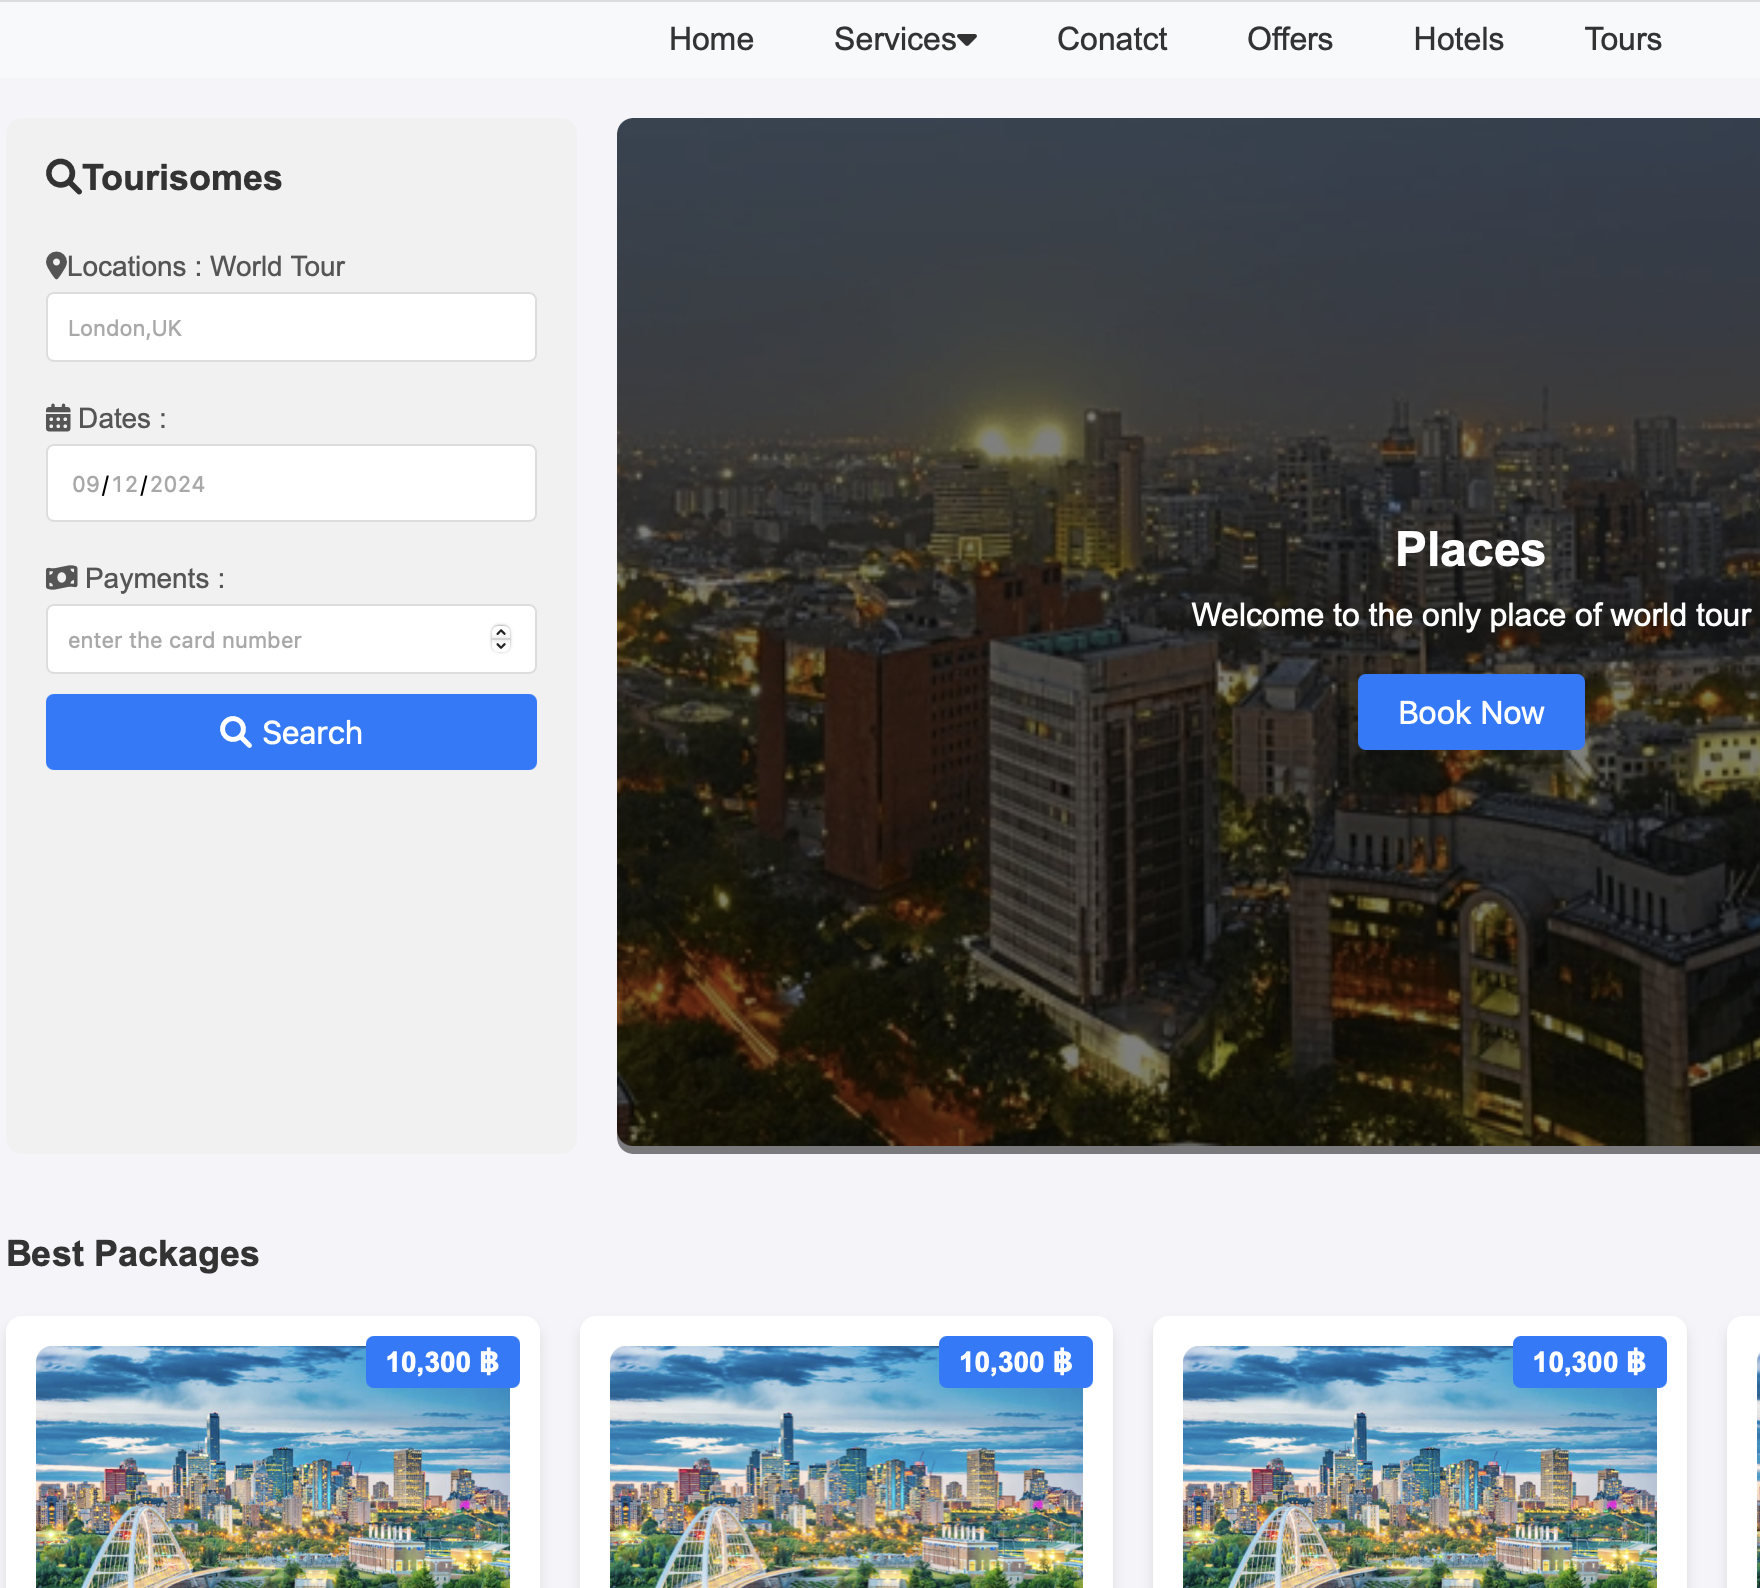 Home Services Conatct Offers Hotels Tours
Tourisomes
Locations : World Tour
London,UK
Dates :
09/12/2024
Payments :
enter the card number
Search
Places
Welcome to the only place of world tour
Book Now
Best Packages
10,300 ฿
10,300 ฿
10,300 ฿